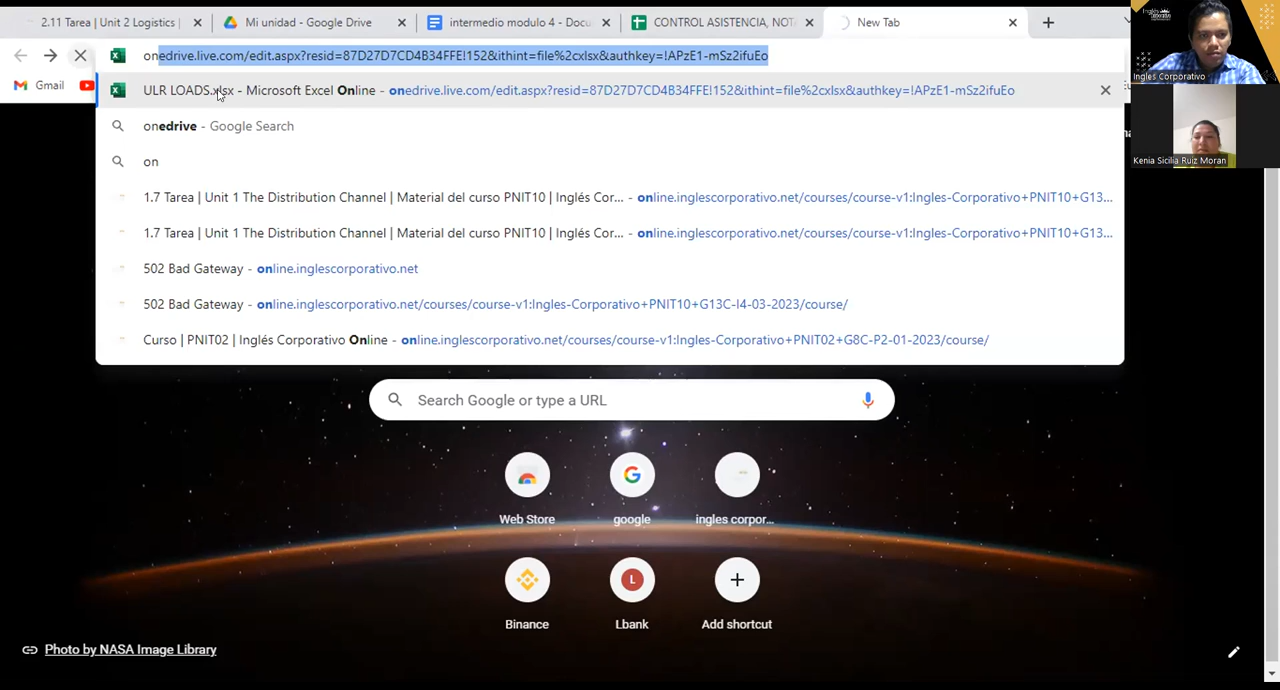 2.11 Tarea | Unit 2 Logistics |
Mi unidad - Google Drive
intermedio modulo 4 - Docu
CONTROL ASISTENCIA, NOT
New Tab
onedrive.live.com/edit.aspx?resid=87D27D7CD4B34FFE!152&ithint=file%2cxlsx&authkey=!APzE1-mSz2ifuEo
Gmail
ULR LOADS.xlsx - Microsoft Excel Online - onedrive.live.com/edit.aspx?resid=87D27D7CD4B34FFE!152&ithint=file%2cxlsx&authkey=!APzE1-mSz2ifuEo
onedrive - Google Search
on
1.7 Tarea | Unit 1 The Distribution Channel | Material del curso PNIT10 | Inglés Cor... - online.inglescorporativo.net/courses/course-v1:Ingles-Corporativo+PNIT10+G13...
1.7 Tarea | Unit 1 The Distribution Channel | Material del curso PNIT10 | Inglés Cor... - online.inglescorporativo.net/courses/course-v1:Ingles-Corporativo+PNIT10+G13...
502 Bad Gateway - online.inglescorporativo.net
502 Bad Gateway - online.inglescorporativo.net/courses/course-v1:Ingles-Corporativo+PNIT10+G13C-I4-03-2023/course/
Curso | PNIT02 | Inglés Corporativo Online - online.inglescorporativo.net/courses/course-v1:Ingles-Corporativo+PNIT02+G8C-P2-01-2023/course/
Search Google or type a URL
Web Store
google
ingles corpor...
Binance
L
Lbank
Add shortcut
Photo by NASA Image Library
Ingles Corporativo
Kenia Sicilia Ruiz Moran